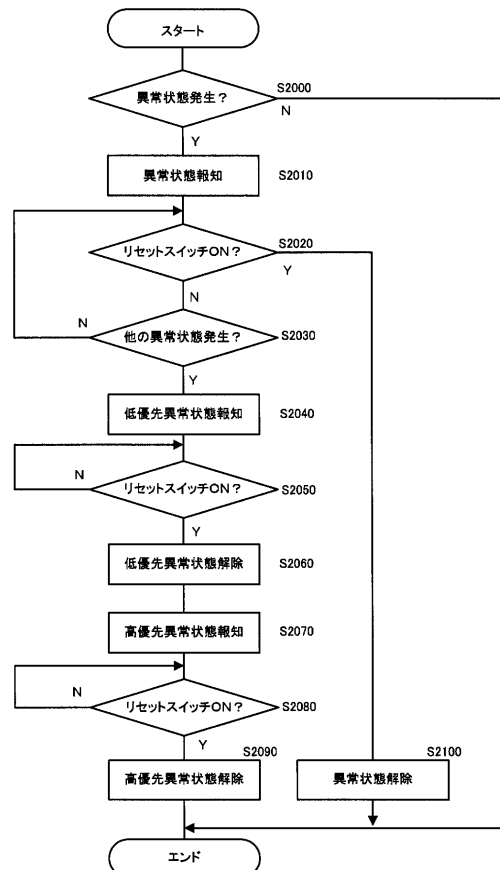 スタート
S2000
異常状態発生?
N
Y
異常状態報知
S2010
リセットスイッチON?
S2020
Y
N
N
他の異常状態発生?
S2030
Y
低優先異常状態報知
S2040
N
リセットスイッチON?
S2050
Y
低優先異常状態解除
S2060
高優先異常状態報知
S2070
N
リセットスイッチON?
S2080
Y
S2090
S2100
高優先異常状態解除
異常状態解除
エンド